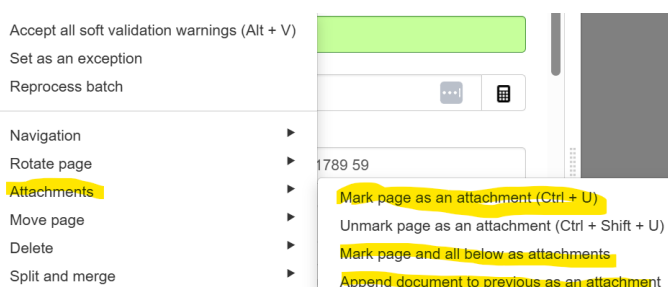 Accept all soft validation warnings (Alt + V)
Set as an exception
Reprocess batch
Navigation
Rotate page
1789 59
Attachments
Mark page as an attachment (Ctrl + U)
Move page
Unmark page as an attachment (Ctrl + Shift + U)
Delete
Mark page and all below as attachments
Split and merge
Append document to previous as an attachment